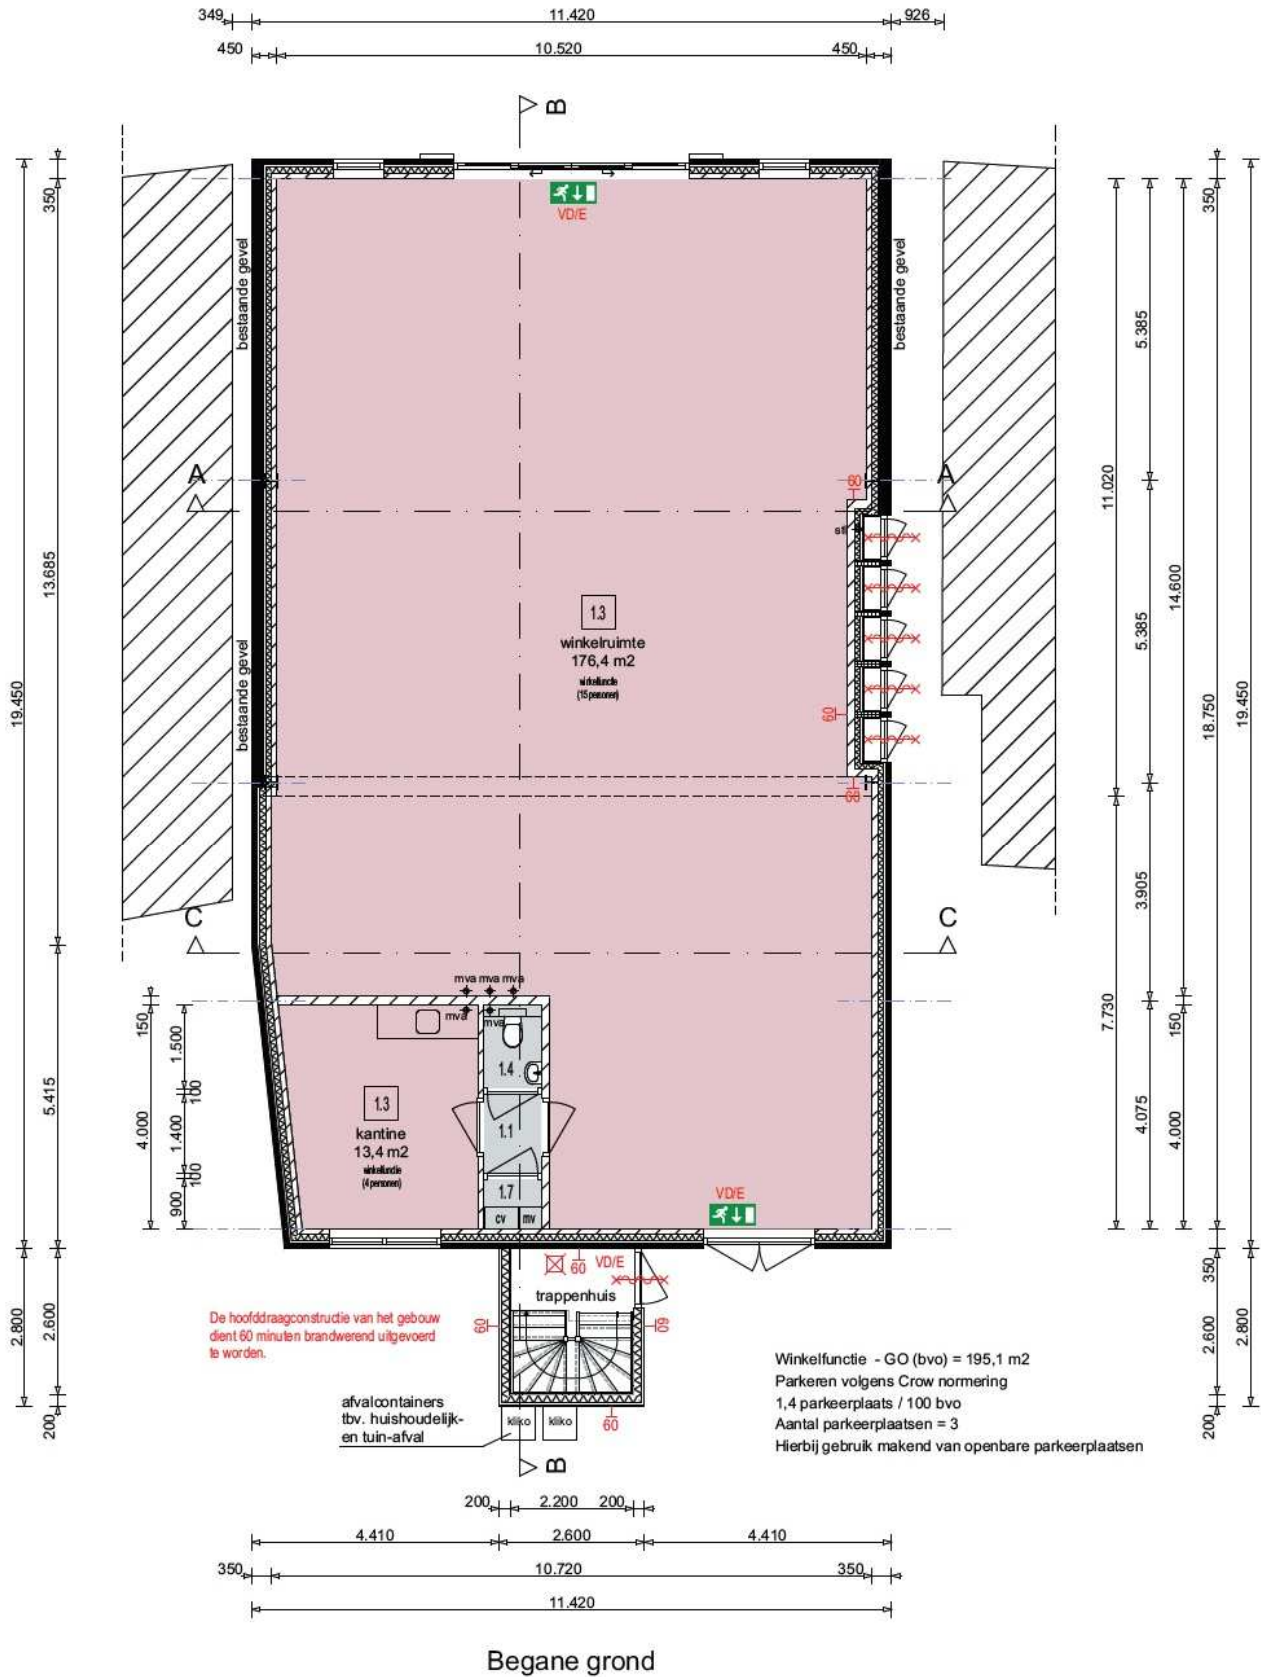 349 11.420 926
450 10.520 450
B
350
350
VD/E
bestaande gevel
bestaande gevel
5.385
A
A
60
11.020
stl
13.685
14.600
1.3
winkelruimte
176,4 m2
winkelfunctie
(15 personen)
5.385
bestaande gevel
19.450
18.750
19.450
60
60
3.905
C
C
mva mva mva
mva mva
150
1.500
7.730
150
1.4
100
1.3
kantine
13,4 m2
winkelfunctie
(4 personen)
5.415
4.000
1.400
1.1
4.075
4.000
100
1.7
900
cv mv
VD/E
60 VD/E
350
trappenhuis
60
60
2.800
2.600
2.600
2.800
De hoofddraagconstructie van het gebouw
dient 60 minuten brandwerend uitgevoerd
te worden.
Winkelfunctie - GO (bvo) = 195,1 m2
Parkeren volgens Crow normering
1,4 parkeerplaats / 100 bvo
Aantal parkeerplaatsen = 3
Hierbij gebruik makend van openbare parkeerplaatsen
afvalcontainers
tbv. huishoudelijk-
en tuin-afval
kliko kliko
60
200
200
B
200 2.200 200
4.410 2.600 4.410
350 10.720 350
11.420
Begane grond